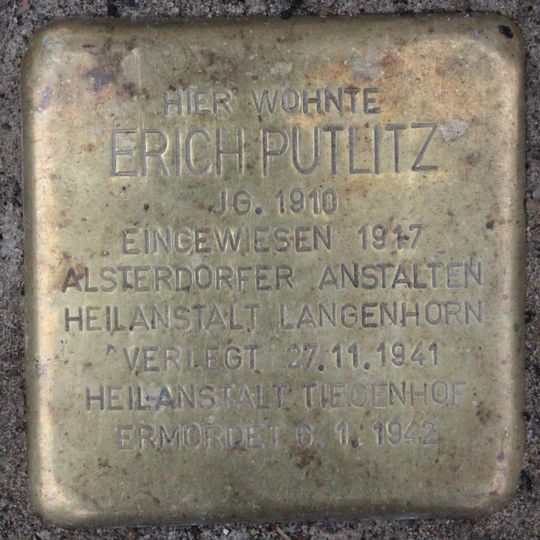 HIER WOHNTE
ERICH PUTLITZ
JG. 1910
EINGEWIESEN 1917
ALSTERDORFER ANSTALTEN
HEILANSTALT LANGENHORN
VERLEGT 27.11.1941
HEILANSTALT TIEGENHOF
ERMORDET 6.1.1942